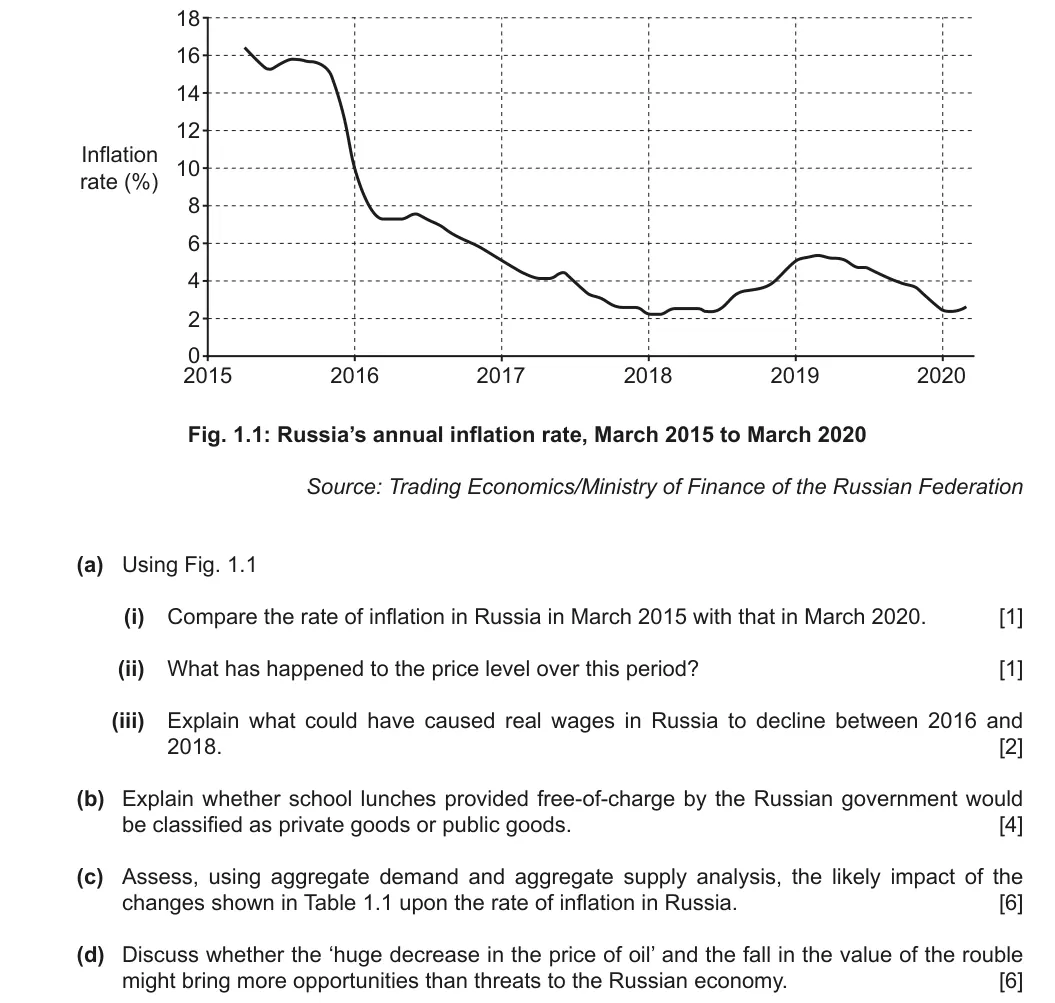 18
16
14
12
Inflation
rate (%)
10
8
6
4
2
0
2015 2016 2017 2018 2019 2020
Fig. 1.1: Russia’s annual inflation rate, March 2015 to March 2020
Source: Trading Economics/Ministry of Finance of the Russian Federation
(a) Using Fig. 1.1
(i) Compare the rate of inflation in Russia in March 2015 with that in March 2020. [1]
(ii) What has happened to the price level over this period? [1]
(iii) Explain what could have caused real wages in Russia to decline between 2016 and
2018. [2]
(b) Explain whether school lunches provided free-of-charge by the Russian government would
be classified as private goods or public goods. [4]
(c) Assess, using aggregate demand and aggregate supply analysis, the likely impact of the
changes shown in Table 1.1 upon the rate of inflation in Russia. [6]
(d) Discuss whether the ‘huge decrease in the price of oil’ and the fall in the value of the rouble
might bring more opportunities than threats to the Russian economy. [6]